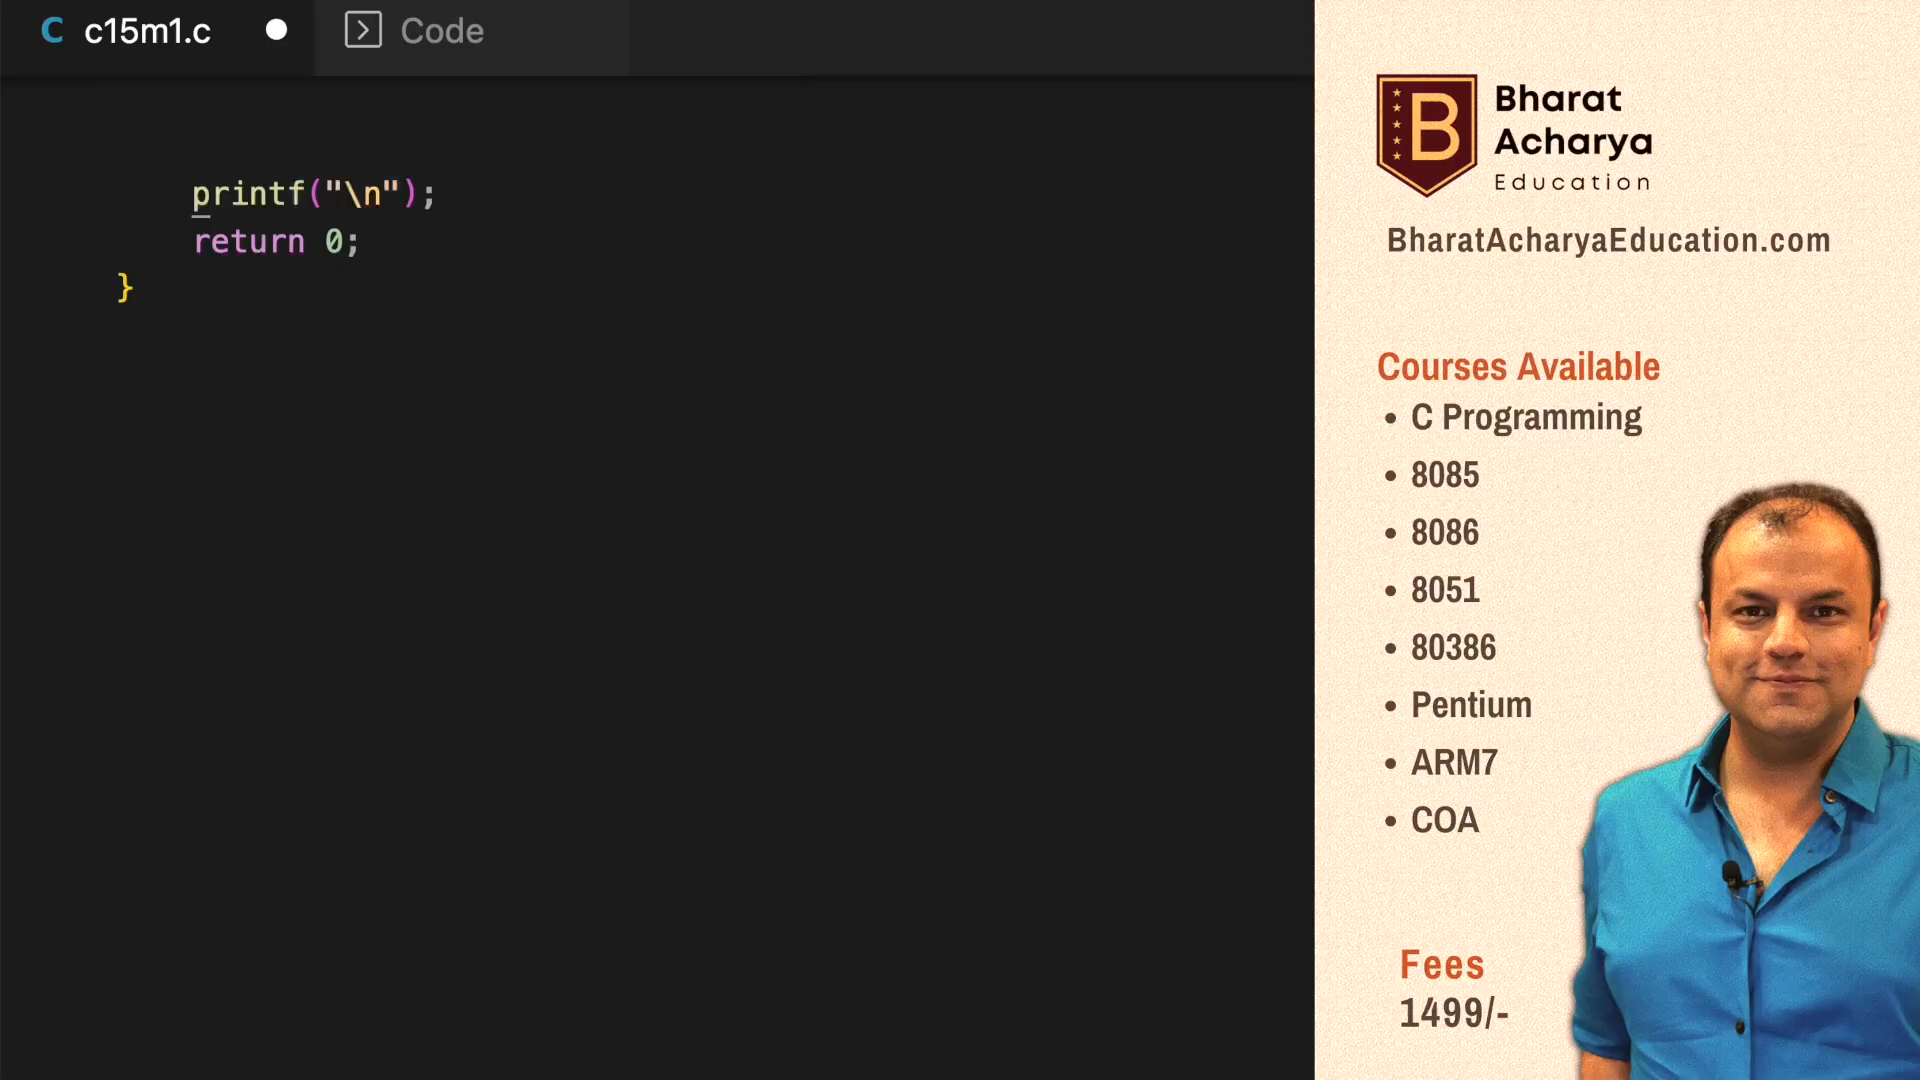 C c15m1.c
Code
printf("\n");
return 0;
}
B
Bharat
Acharya
Education
BharatAcharyaEducation.com
Courses Available
• C Programming
• 8085
• 8086
• 8051
• 80386
• Pentium
• ARM7
• COA
Fees
1499/-